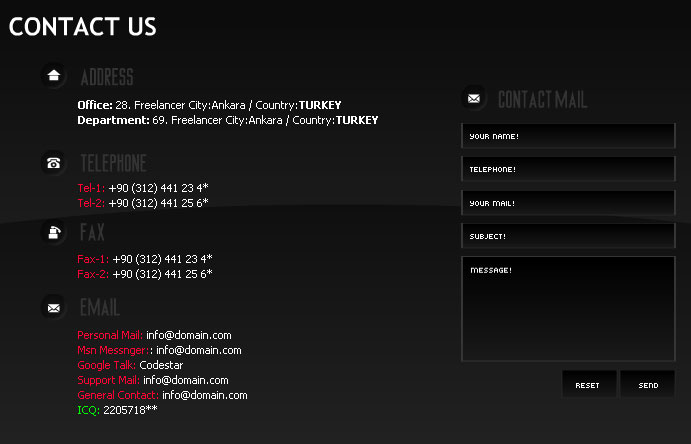 CONTACT US
ADDRESS
Office: 28. Freelancer City:Ankara / Country:TURKEY
Department: 69. Freelancer City:Ankara / Country:TURKEY
TELEPHONE
Tel-1: +90 (312) 441 23 4*
Tel-2: +90 (312) 441 25 6*
FAX
Fax-1: +90 (312) 441 23 4*
Fax-2: +90 (312) 441 25 6*
EMAIL
Personal Mail: info@domain.com
Msn Messnger:: info@domain.com
Google Talk: Codestar
Support Mail: info@domain.com
General Contact: info@domain.com
ICQ: 2205718**
CONTACT MAIL
YOUR NAME!
TELEPHONE!
YOUR MAIL!
SUBJECT!
MESSAGE!
RESET
SEND